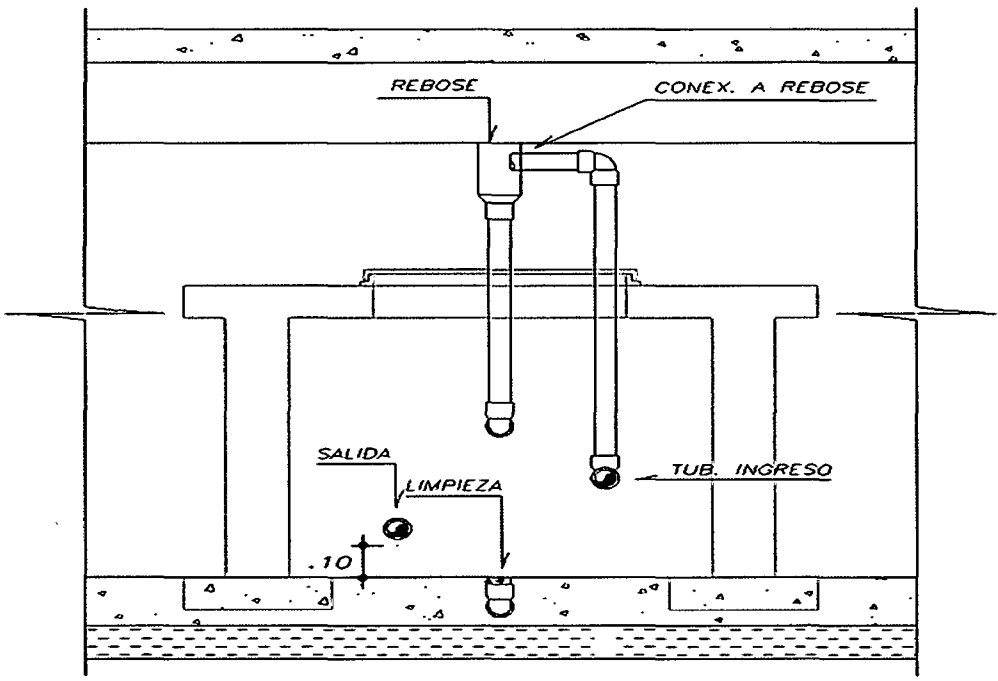 REBOSE
CONEX. A REBOSE
SALIDA
LIMPIEZA
TUB. INGRESO
.10